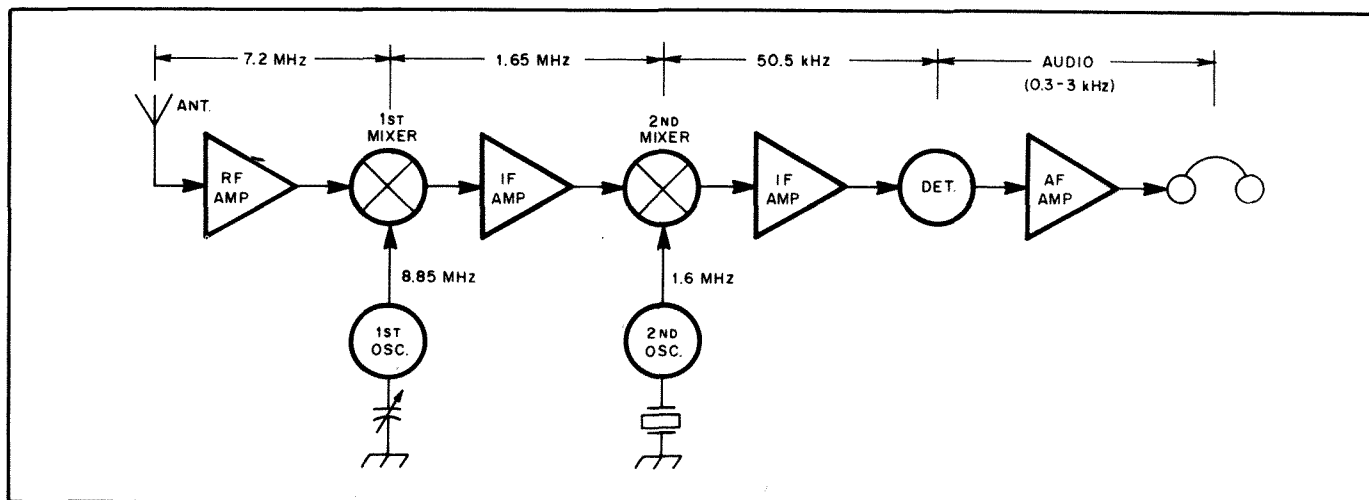 7.2 MHz
1.65 MHz
50.5 kHz
AUDIO
(0.3-3 kHz)
ANT.
1ST
MIXER
2ND
MIXER
RF
AMP
IF
AMP
IF
AMP
DET.
AF
AMP
8.85 MHz
1.6 MHz
1ST
OSC.
2ND
OSC.